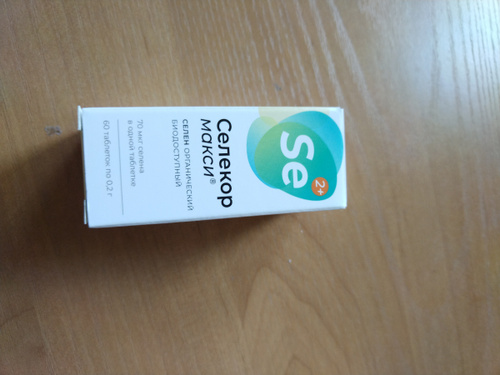 Se
2+
Селекор
макси®
СЕЛЕН ОРГАНИЧЕСКИЙ
БИОДОСТУПНЫЙ
70 мкг селена
в одной таблетке
60 таблеток по 0,2 г